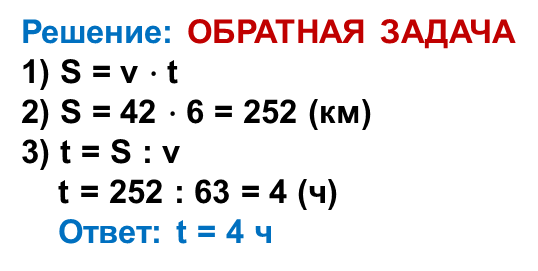 Решение: ОБРАТНАЯ ЗАДАЧА
1) S = v · t
2) S = 42 · 6 = 252 (км)
3) t = S : v
t = 252 : 63 = 4 (ч)
Ответ: t = 4 ч